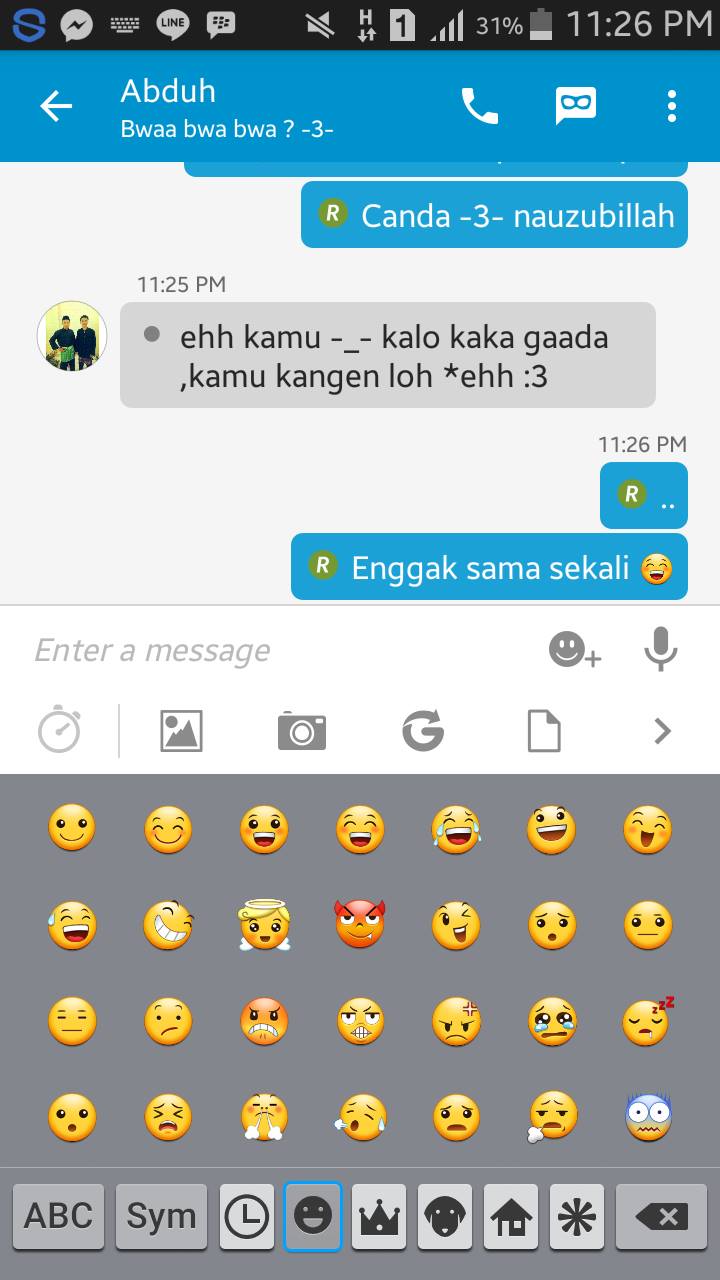 LINE
H
1
31%
11:26 PM
Abduh
Bwaa bwa bwa ? -3-
R Canda -3- nauzubillah
11:25 PM
ehh kamu -_- kalo kaka gaada
,kamu kangen loh *ehh :3
11:26 PM
R ..
R Enggak sama sekali 😁
Enter a message
ABC
Sym